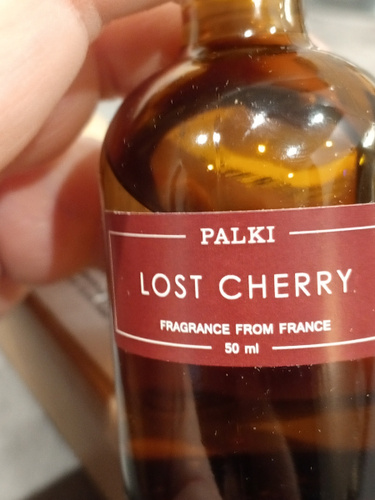 PALKI
LOST CHERRY
FRAGRANCE FROM FRANCE
50 ml